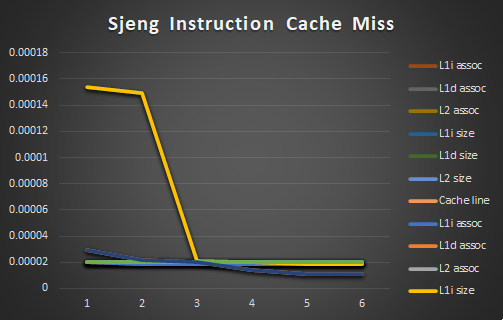 Sjeng Instruction Cache Miss
0.00018
0.00016
0.00014
0.00012
0.0001
0.00008
0.00006
0.00004
0.00002
0
1 2 3 4 5 6
L1i assoc
L1d assoc
L2 assoc
L1i size
L1d size
L2 size
Cache line
L1i assoc
L1d assoc
L2 assoc
L1i size